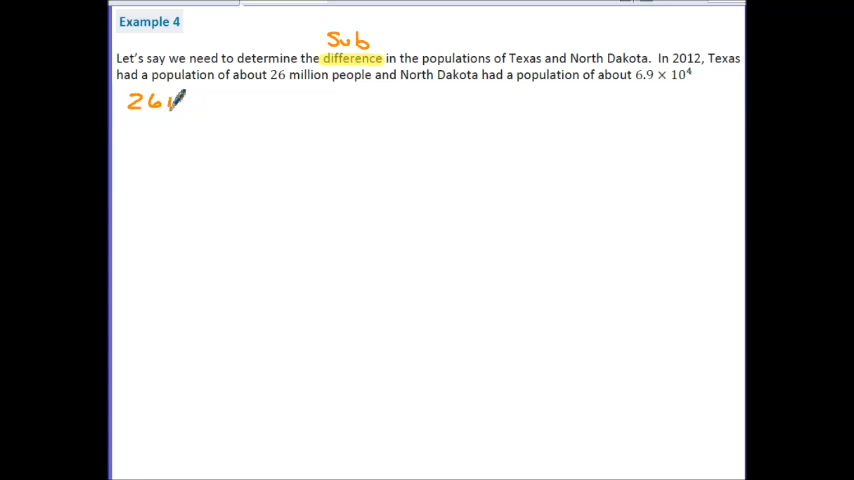 Example 4
Sub
Let's say we need to determine the difference in the populations of Texas and North Dakota. In 2012, Texas
had a population of about 26 million people and North Dakota had a population of about 6.9 × 10⁴
26